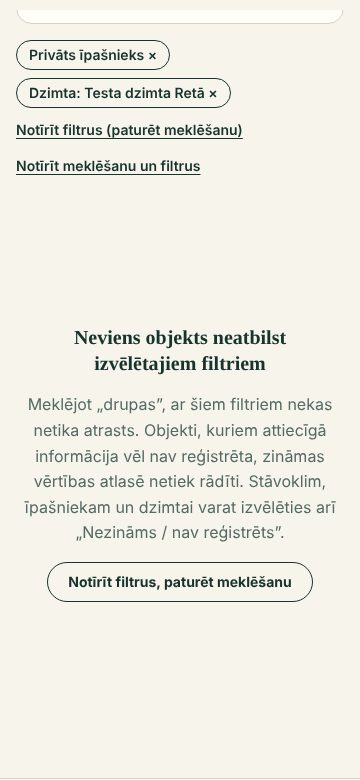 Privāts īpašnieks ×
Dzimta: Testa dzimta Retā ×
Notīrīt filtrus (paturēt meklēšanu)
Notīrīt meklēšanu un filtrus
Neviens objekts neatbilst
izvēlētajiem filtriem
Meklējot „drupas”, ar šiem filtriem nekas
netika atrasts. Objekti, kuriem attiecīgā
informācija vēl nav reģistrēta, zināmas
vērtības atlasē netiek rādīti. Stāvoklim,
īpašniekam un dzimtai varat izvēlēties arī
„Nezināms / nav reģistrēts”.
Notīrīt filtrus, paturēt meklēšanu